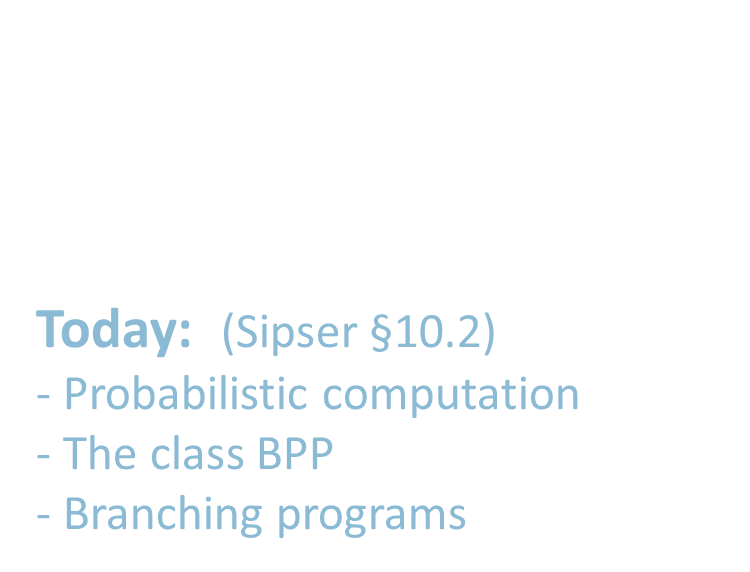 Today: (Sipser §10.2)
- Probabilistic computation
- The class BPP
- Branching programs